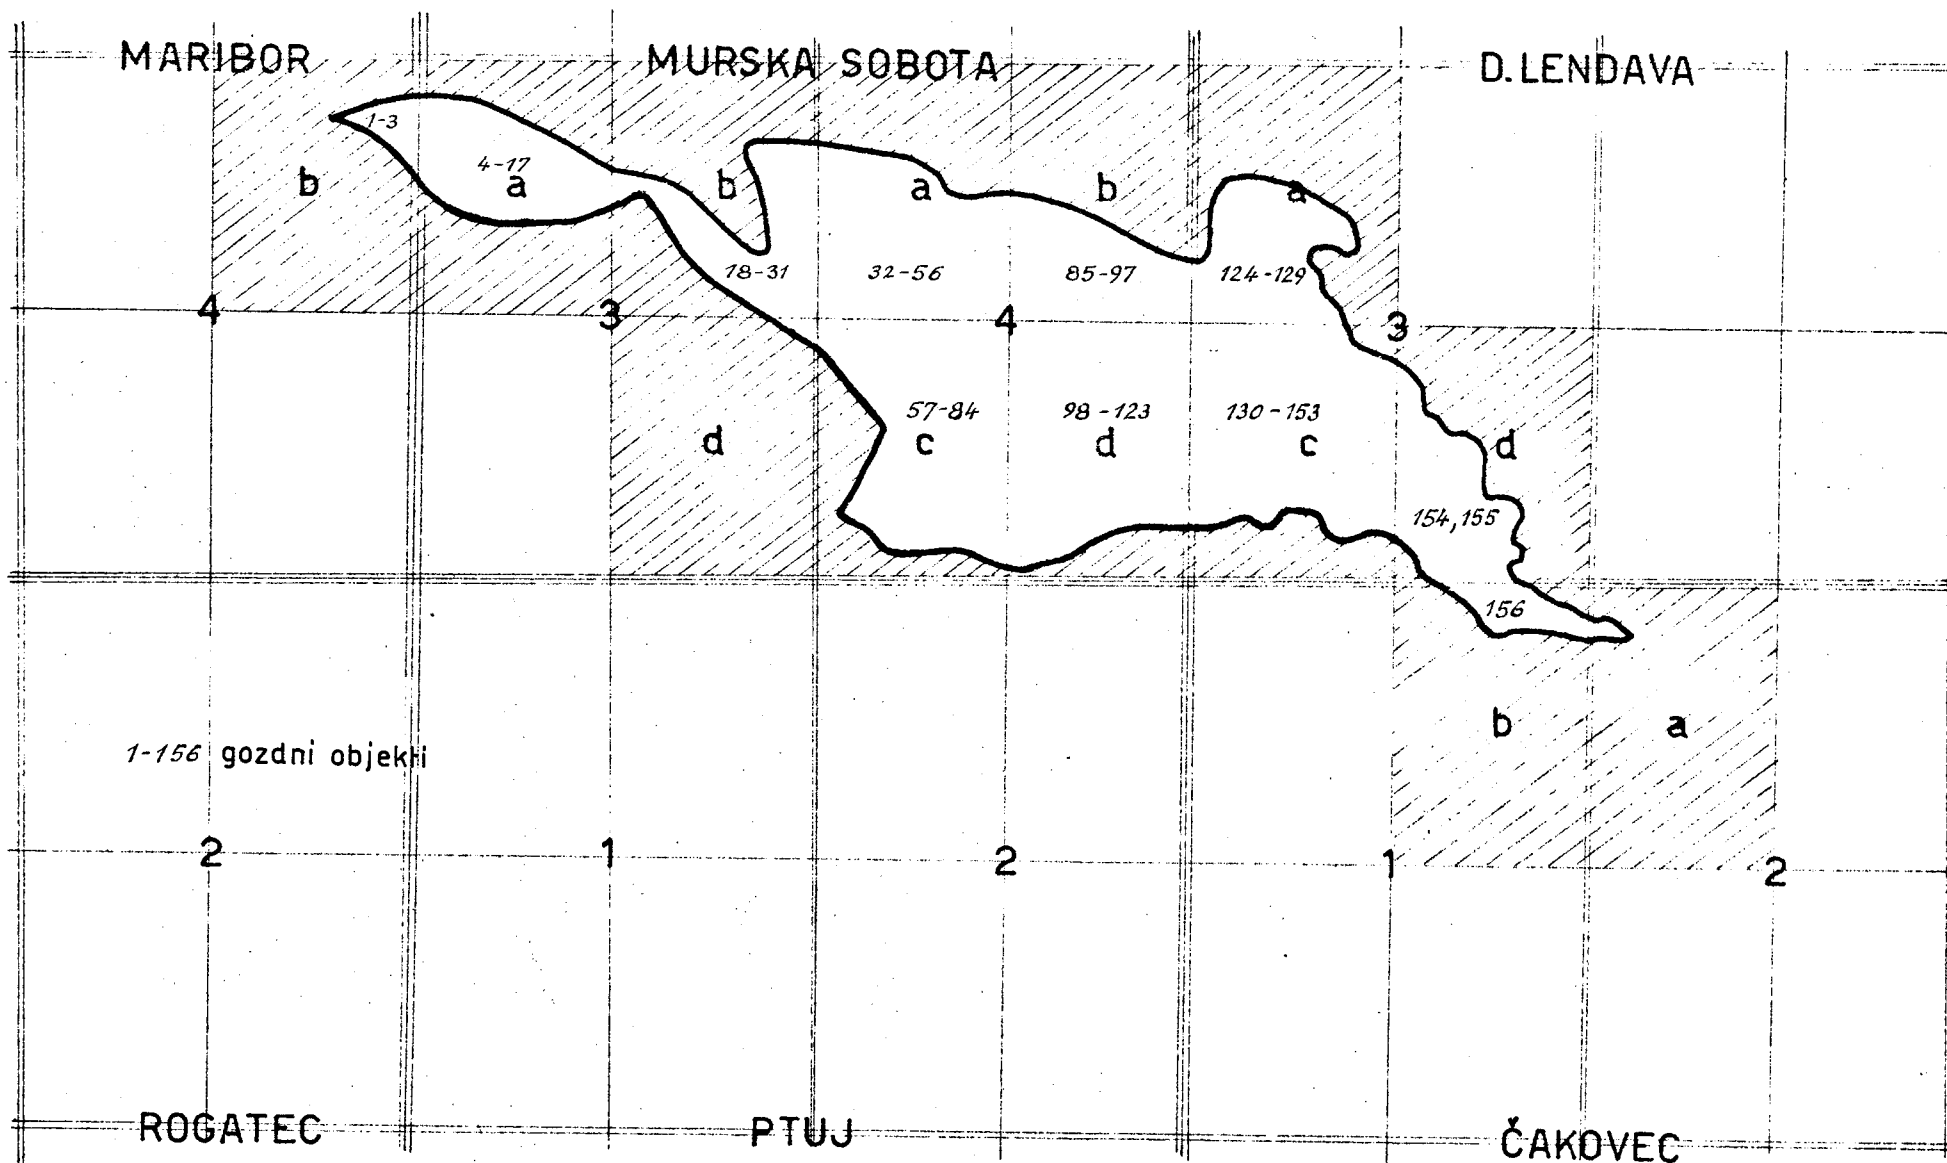 MARIBOR MURSKA SOBOTA D. LENDAVA
1-3
4-17
b a b a b a
18-31 32-56 85-97 124-129
4 3 4 3
57-84 98-123 130-153
d c d c d
154,155
156
b a
1-156 gozdni objekti
2 1 2 1 2
ROGATEC PTUJ ČAKOVEC